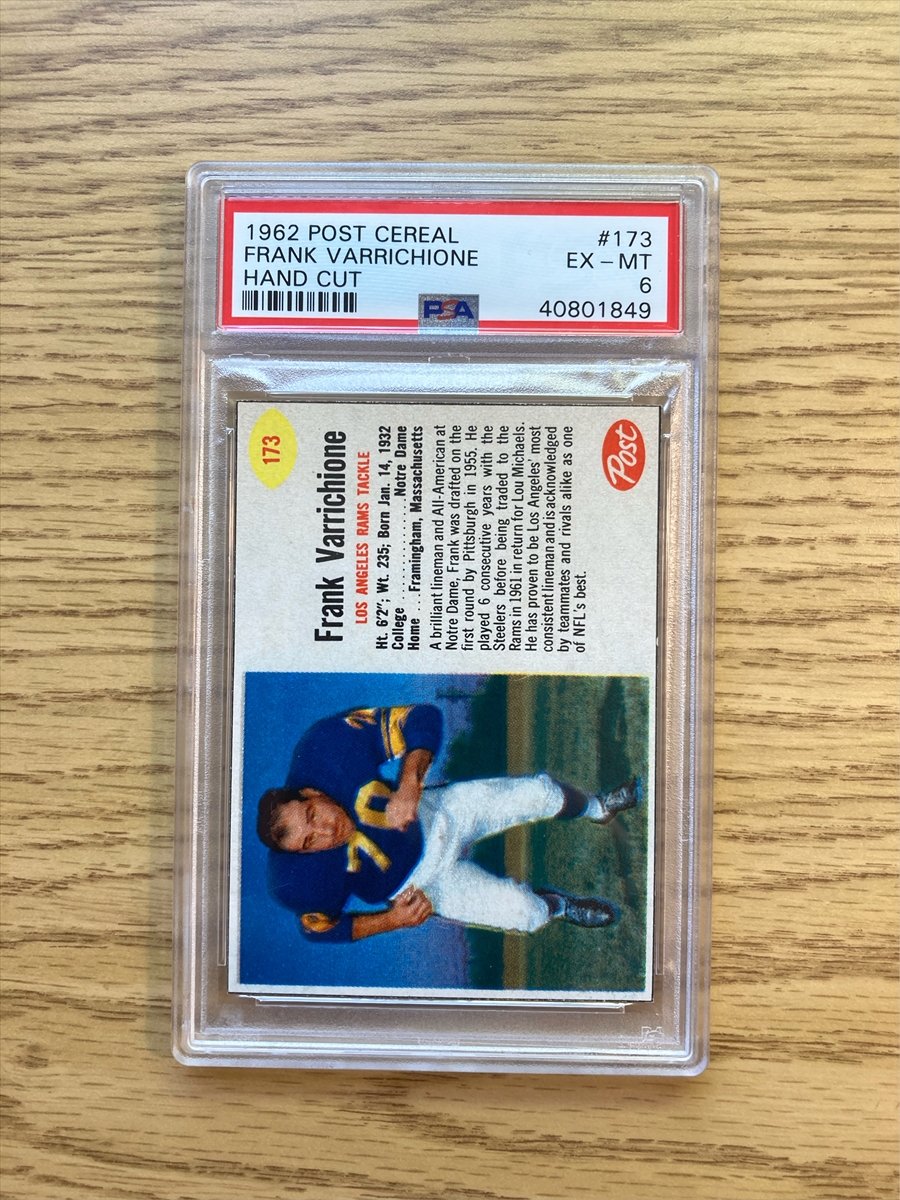 1962 POST CEREAL #173
FRANK VARRICHIONE EX - MT
HAND CUT 6
PSA 40801849
173
Frank Varrichione
LOS ANGELES RAMS TACKLE
Ht. 6'2"; Wt. 235; Born Jan. 14, 1932
College ............... Notre Dame
Home ... Framingham, Massachusetts
A brilliant lineman and All-American at
Notre Dame, Frank was drafted on the
first round by Pittsburgh in 1955. He
played 6 consecutive years with the
Steelers before being traded to the
Rams in 1961 in return for Lou Michaels.
He has proven to be Los Angeles' most
consistent lineman and is acknowledged
by teammates and rivals alike as one
of NFL's best.
Post
70